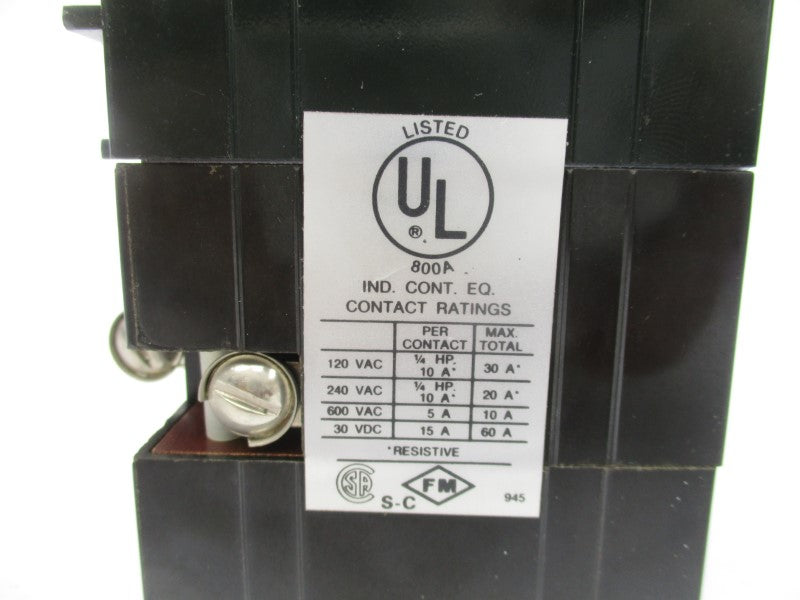 LISTED
UL
®
800A
IND. CONT. EQ.
CONTACT RATINGS
PER CONTACT MAX. TOTAL
120 VAC ¼ HP. 10 A* 30 A*
240 VAC ¼ HP. 10 A* 20 A*
600 VAC 5 A 10 A
30 VDC 15 A 60 A
*RESISTIVE
SA S-C FM 945